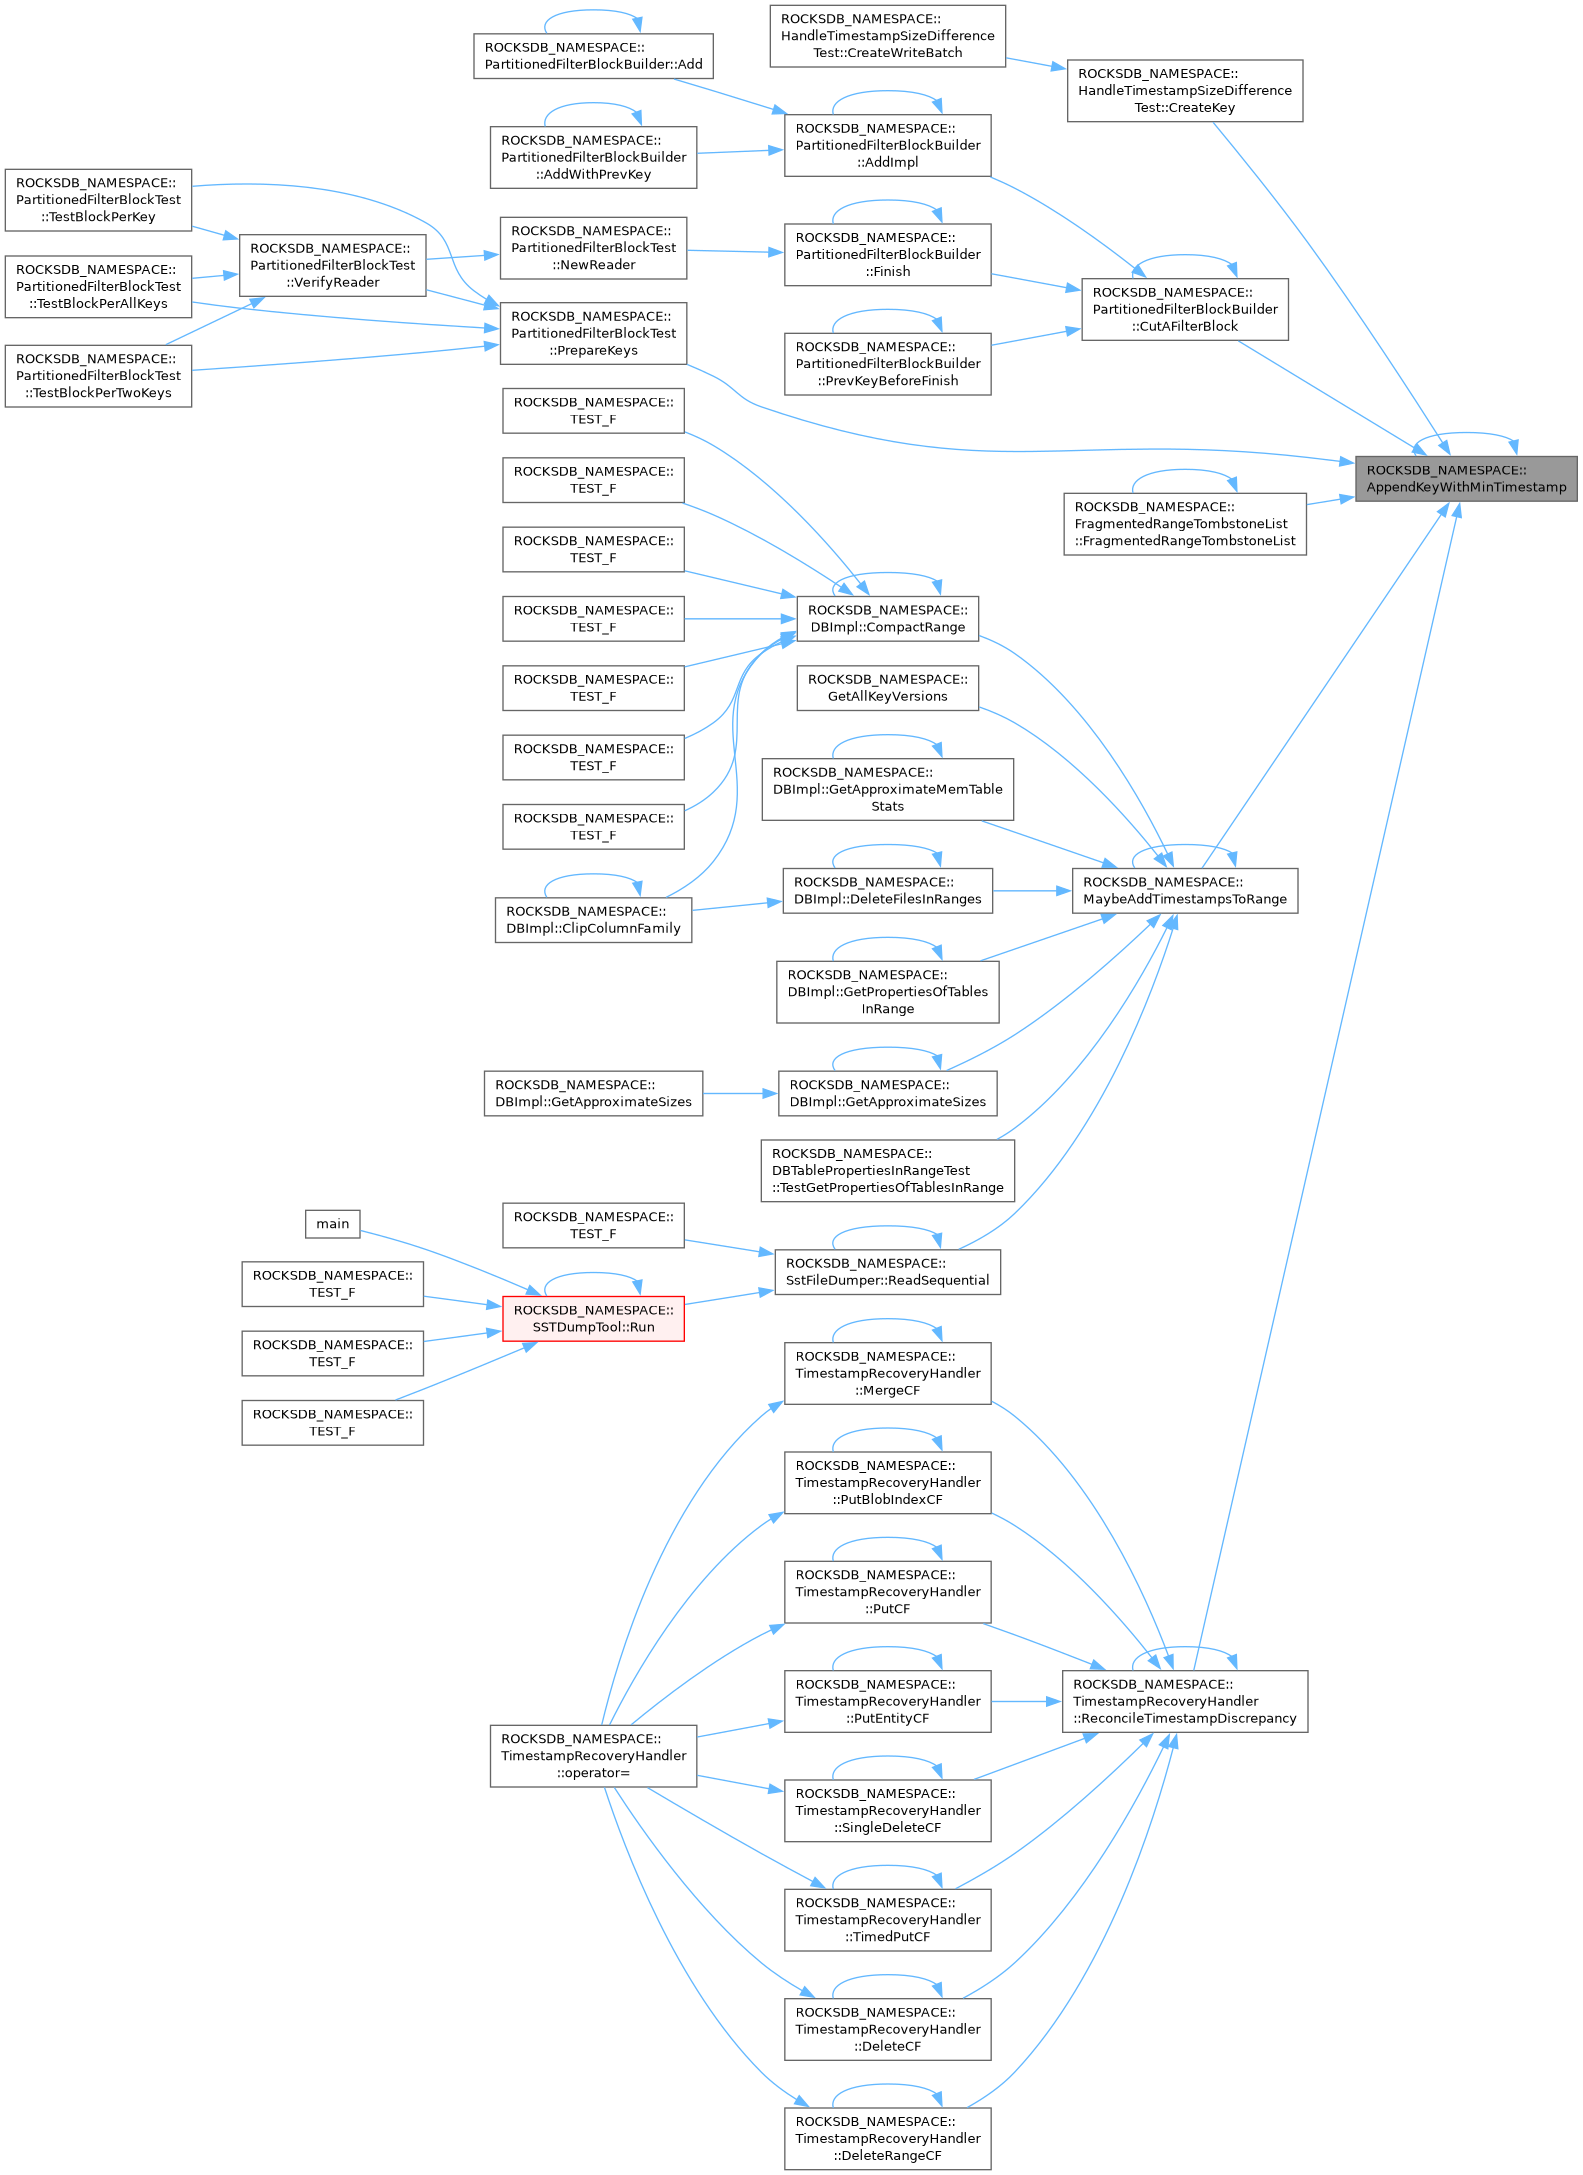 ROCKSDB_NAMESPACE::
HandleTimestampSizeDifference
Test::CreateWriteBatch
ROCKSDB_NAMESPACE::
PartitionedFilterBlockBuilder::Add
ROCKSDB_NAMESPACE::
HandleTimestampSizeDifference
Test::CreateKey
ROCKSDB_NAMESPACE::
PartitionedFilterBlockBuilder
::AddImpl
ROCKSDB_NAMESPACE::
PartitionedFilterBlockBuilder
::AddWithPrevKey
ROCKSDB_NAMESPACE::
PartitionedFilterBlockTest
::TestBlockPerKey
ROCKSDB_NAMESPACE::
PartitionedFilterBlockTest
::NewReader
ROCKSDB_NAMESPACE::
PartitionedFilterBlockBuilder
::Finish
ROCKSDB_NAMESPACE::
PartitionedFilterBlockTest
::VerifyReader
ROCKSDB_NAMESPACE::
PartitionedFilterBlockTest
::TestBlockPerAllKeys
ROCKSDB_NAMESPACE::
PartitionedFilterBlockBuilder
::CutAFilterBlock
ROCKSDB_NAMESPACE::
PartitionedFilterBlockTest
::PrepareKeys
ROCKSDB_NAMESPACE::
PartitionedFilterBlockBuilder
::PrevKeyBeforeFinish
ROCKSDB_NAMESPACE::
PartitionedFilterBlockTest
::TestBlockPerTwoKeys
ROCKSDB_NAMESPACE::
TEST_F
ROCKSDB_NAMESPACE::
AppendKeyWithMinTimestamp
ROCKSDB_NAMESPACE::
TEST_F
ROCKSDB_NAMESPACE::
FragmentedRangeTombstoneList
::FragmentedRangeTombstoneList
ROCKSDB_NAMESPACE::
TEST_F
ROCKSDB_NAMESPACE::
TEST_F
ROCKSDB_NAMESPACE::
DBImpl::CompactRange
ROCKSDB_NAMESPACE::
TEST_F
ROCKSDB_NAMESPACE::
GetAllKeyVersions
ROCKSDB_NAMESPACE::
TEST_F
ROCKSDB_NAMESPACE::
DBImpl::GetApproximateMemTable
Stats
ROCKSDB_NAMESPACE::
TEST_F
ROCKSDB_NAMESPACE::
DBImpl::DeleteFilesInRanges
ROCKSDB_NAMESPACE::
MaybeAddTimestampsToRange
ROCKSDB_NAMESPACE::
DBImpl::ClipColumnFamily
ROCKSDB_NAMESPACE::
DBImpl::GetPropertiesOfTables
InRange
ROCKSDB_NAMESPACE::
DBImpl::GetApproximateSizes
ROCKSDB_NAMESPACE::
DBImpl::GetApproximateSizes
ROCKSDB_NAMESPACE::
DBTablePropertiesInRangeTest
::TestGetPropertiesOfTablesInRange
main
ROCKSDB_NAMESPACE::
TEST_F
ROCKSDB_NAMESPACE::
SstFileDumper::ReadSequential
ROCKSDB_NAMESPACE::
TEST_F
ROCKSDB_NAMESPACE::
SSTDumpTool::Run
ROCKSDB_NAMESPACE::
TEST_F
ROCKSDB_NAMESPACE::
TEST_F
ROCKSDB_NAMESPACE::
TimestampRecoveryHandler
::MergeCF
ROCKSDB_NAMESPACE::
TimestampRecoveryHandler
::PutBlobIndexCF
ROCKSDB_NAMESPACE::
TimestampRecoveryHandler
::PutCF
ROCKSDB_NAMESPACE::
TimestampRecoveryHandler
::PutEntityCF
ROCKSDB_NAMESPACE::
TimestampRecoveryHandler
::ReconcileTimestampDiscrepancy
ROCKSDB_NAMESPACE::
TimestampRecoveryHandler
::operator=
ROCKSDB_NAMESPACE::
TimestampRecoveryHandler
::SingleDeleteCF
ROCKSDB_NAMESPACE::
TimestampRecoveryHandler
::TimedPutCF
ROCKSDB_NAMESPACE::
TimestampRecoveryHandler
::DeleteCF
ROCKSDB_NAMESPACE::
TimestampRecoveryHandler
::DeleteRangeCF